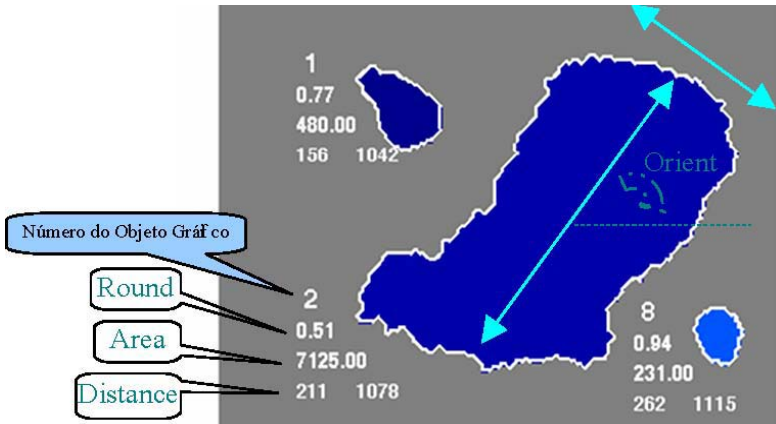 1
0.77
480.00
156 1042
Orient
Número do Objeto Gráf co
Round
Area
Distance
2
0.51
7125.00
211 1078
8
0.94
231.00
262 1115